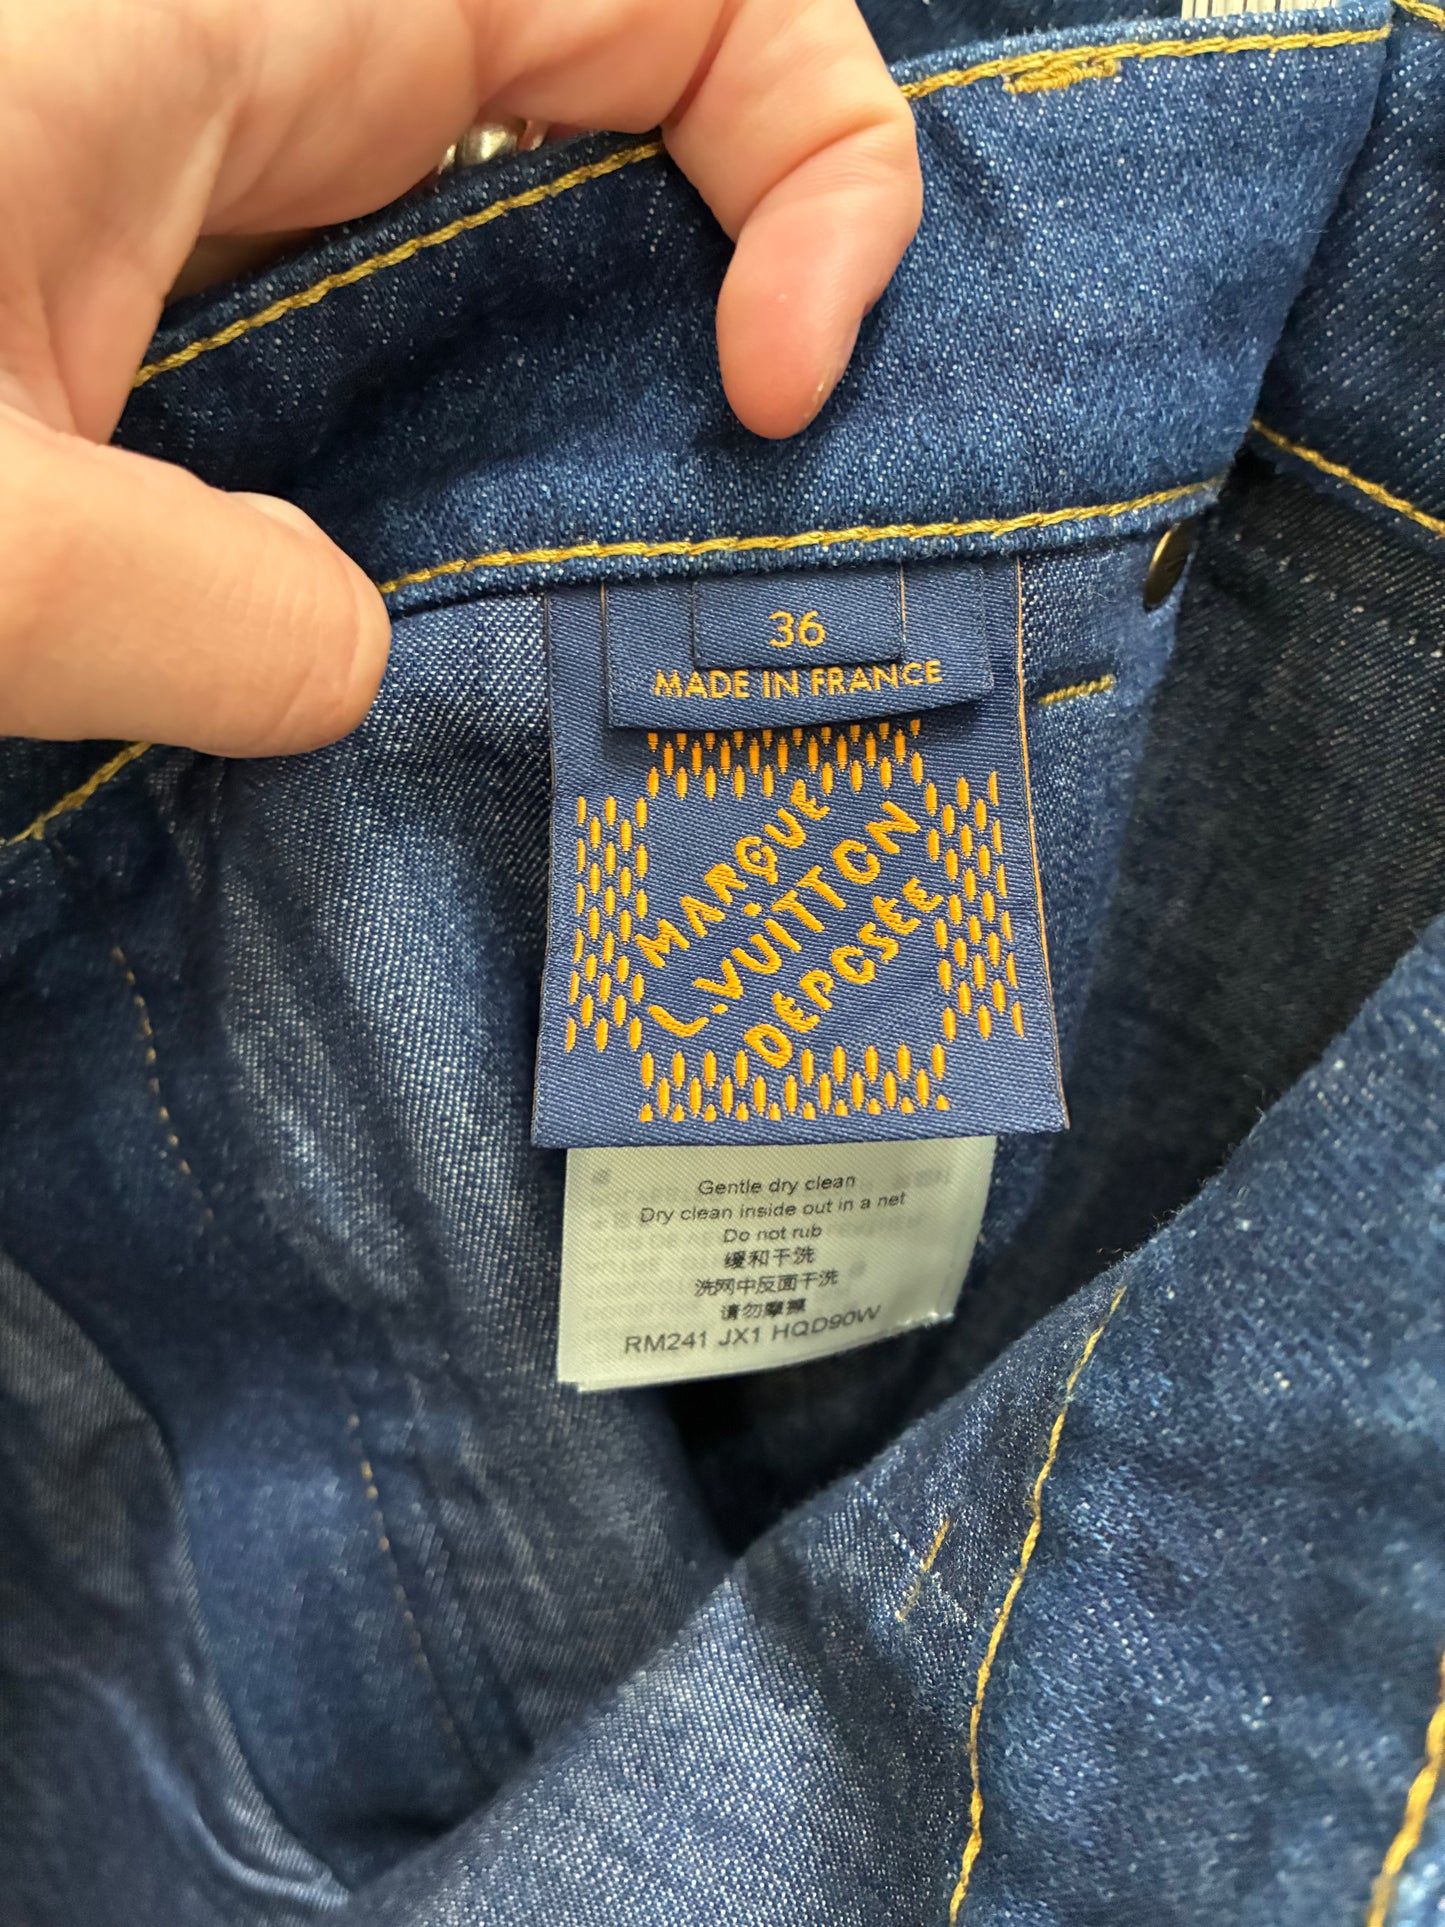 36
MADE IN FRANCE
MARQUE
L.VUITTON
DÉPOSÉE
Gentle dry clean
Dry clean inside out in a net
Do not rub
缓和干洗
洗网中反面干洗
请勿摩擦
RM241 JX1 HQD90W